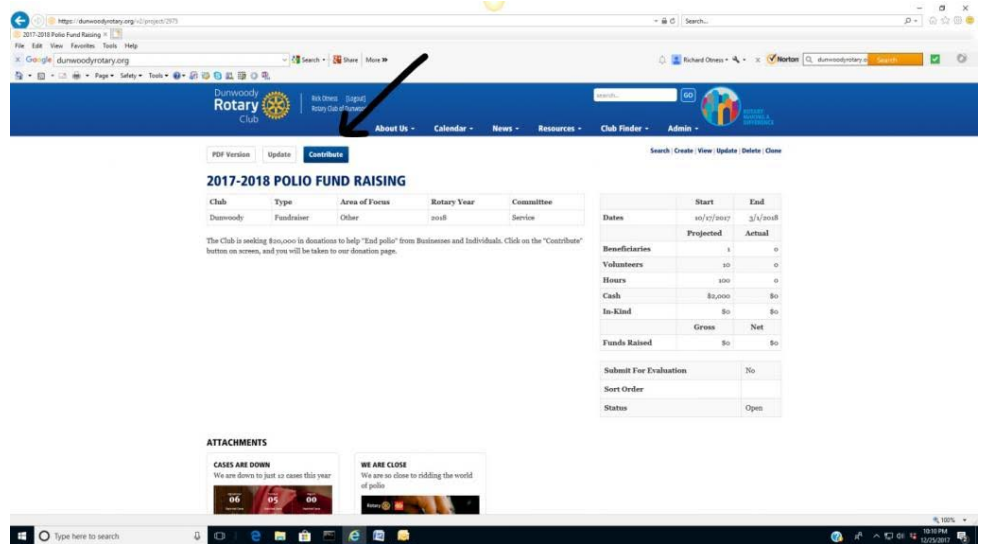 https://dunwoodyrotary.org/v2/project/2975
Search...
2017-2018 Polio Fund Raising
File Edit View Favorites Tools Help
Google dunwoodyrotary.org Search Share More Richard Otness Norton dunwoodyrotary.o Search
Page Safety Tools
Dunwoody
Rotary
Club
Rick Otness [Logout]
Rotary Club of Dunwoody
search... GO
ROTARY
MAKING A
DIFFERENCE
About Us Calendar News Resources Club Finder Admin
PDF Version Update Contribute
Search | Create | View | Update | Delete | Clone
2017-2018 POLIO FUND RAISING
Club Type Area of Focus Rotary Year Committee
Dunwoody Fundraiser Other 2018 Service
The Club is seeking $20,000 in donations to help "End polio" from Businesses and Individuals. Click on the "Contribute"
button on screen, and you will be taken to our donation page.
Start End
Dates 10/17/2017 3/1/2018
Projected Actual
Beneficiaries 1 0
Volunteers 10 0
Hours 100 0
Cash $2,000 $0
In-Kind $0 $0
Gross Net
Funds Raised $0 $0
Submit For Evaluation No
Sort Order
Status Open
ATTACHMENTS
CASES ARE DOWN
We are down to just 12 cases this year
06 05 00
WE ARE CLOSE
We are so close to ridding the world
of polio
Rotary
100%
Type here to search
10:10 PM
12/25/2017